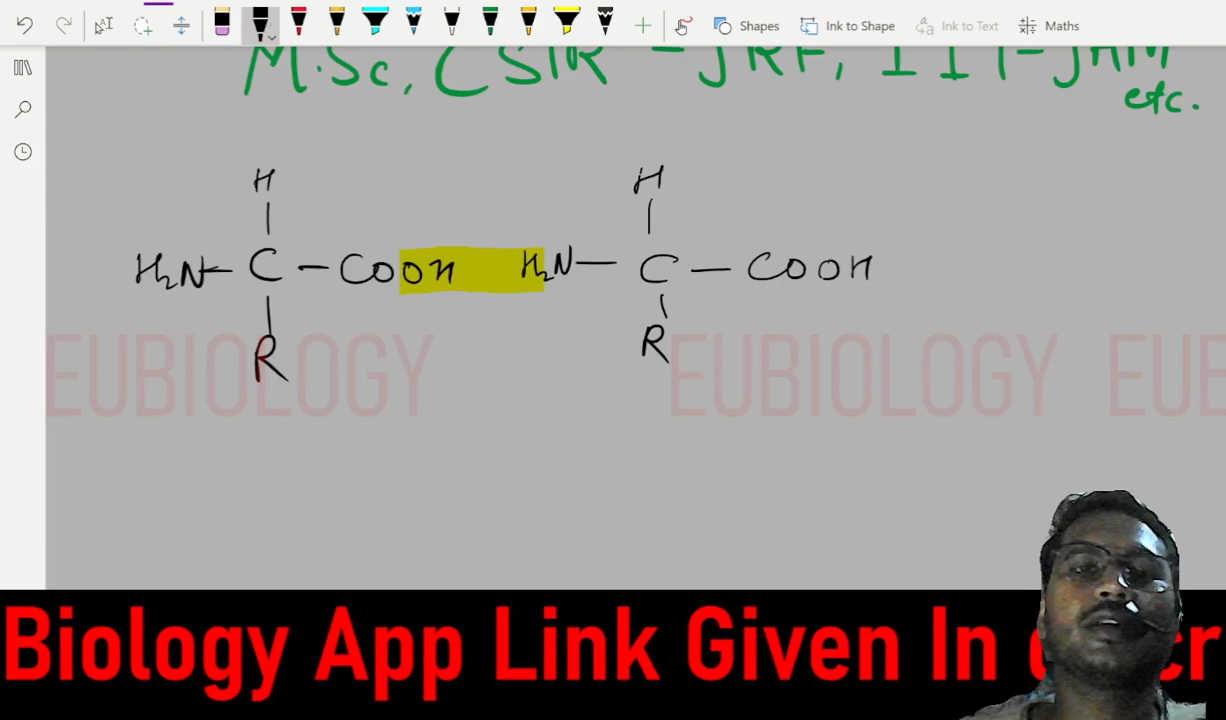 Shapes Ink to Shape Ink to Text Maths
M.Sc, CSIR-JRF, IIT-JAM
etc.
H H
H₂N - C - COOH H₂N - C - COOH
R R
EUBIOLOGY EUBIOLOGY EUB
Biology App Link Given In